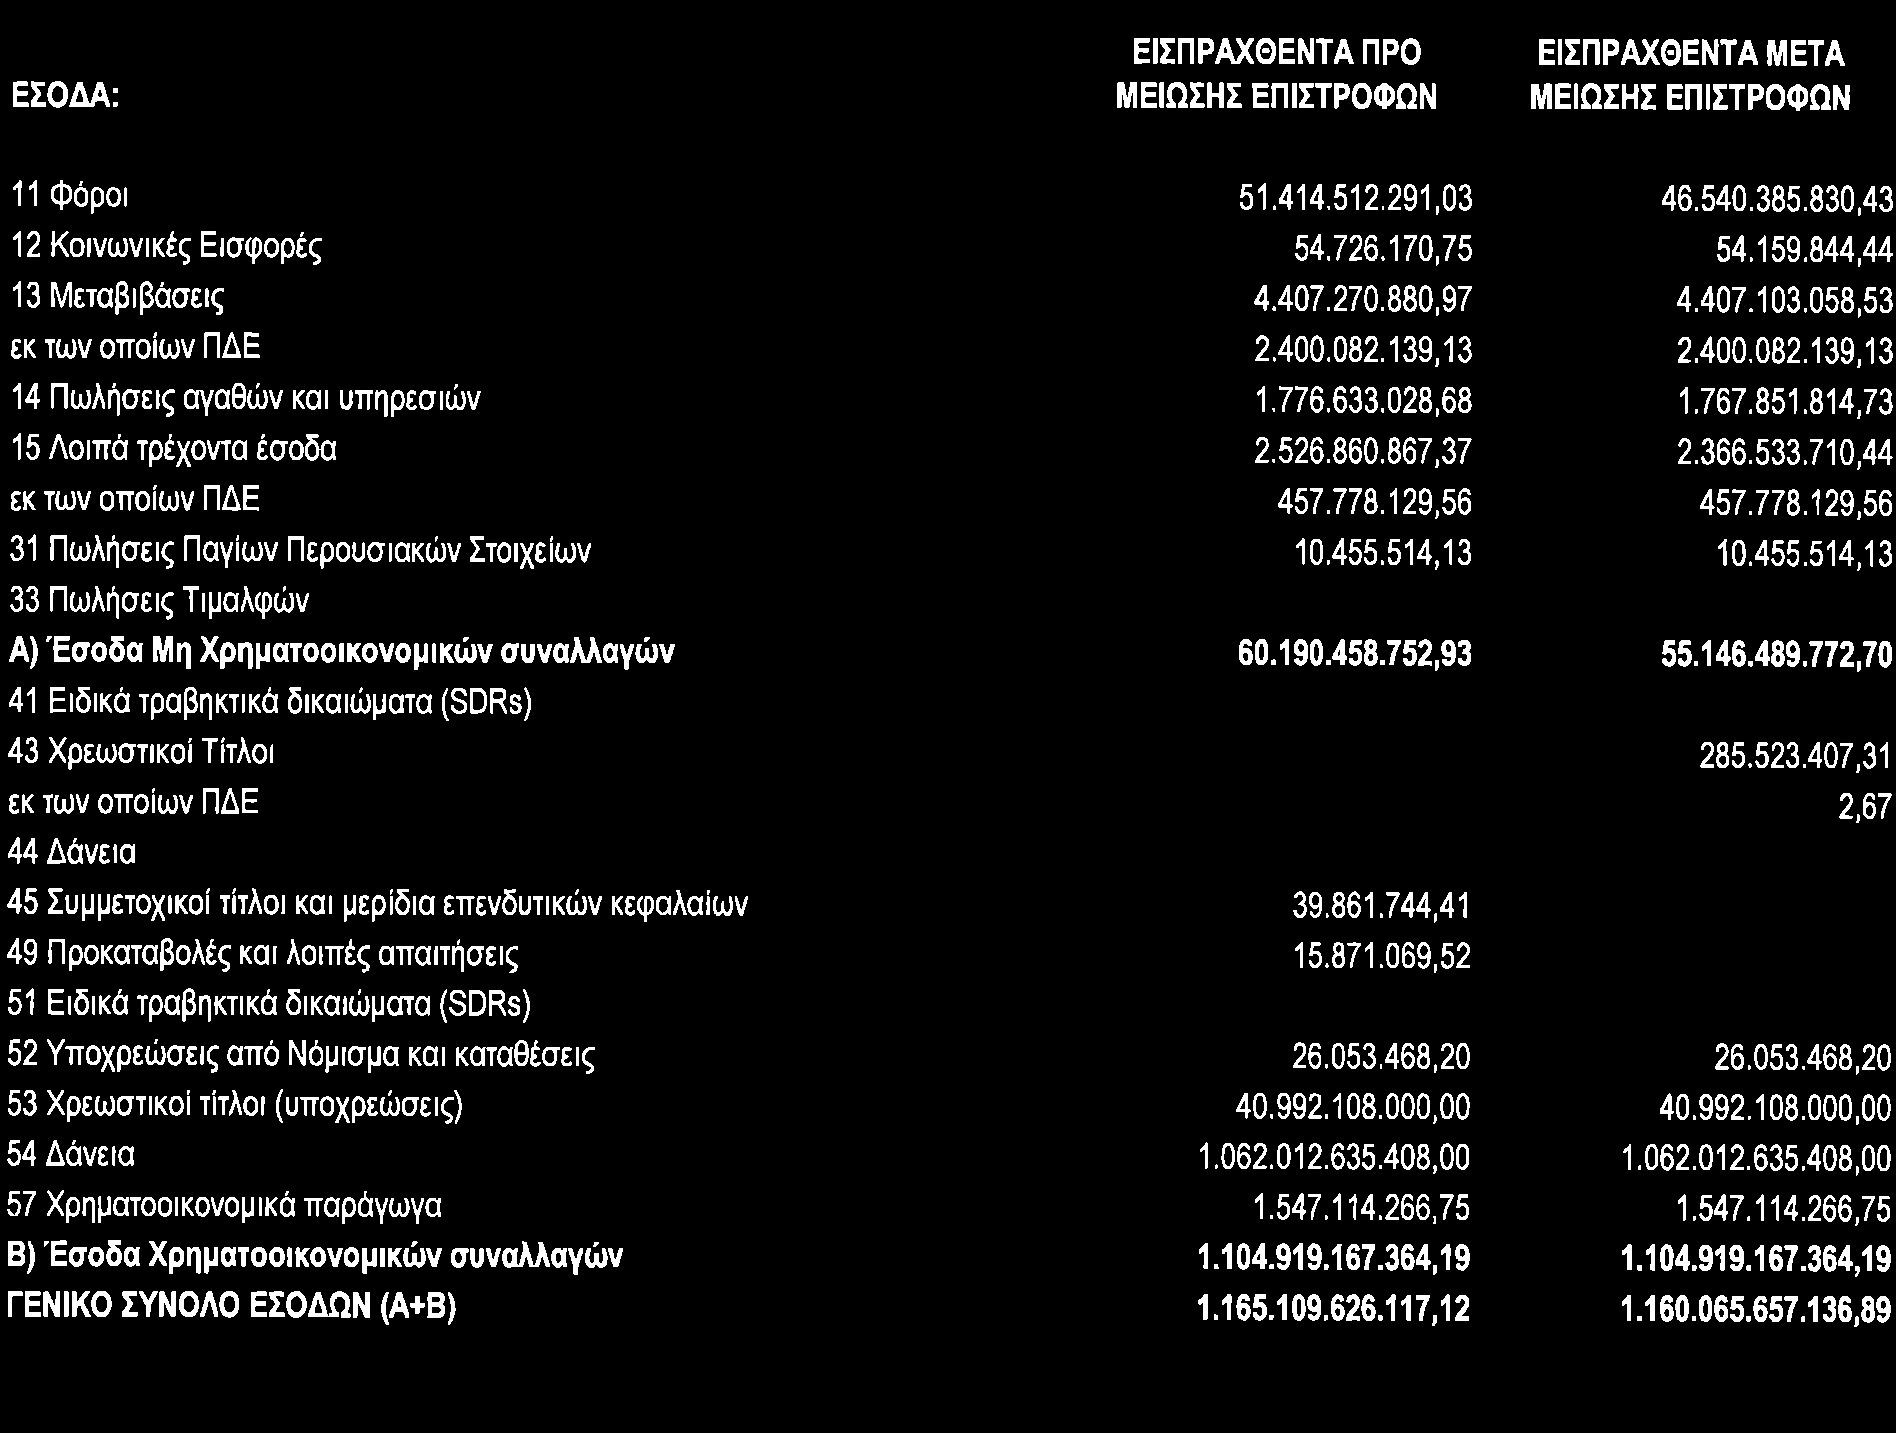 ΕΙΣΠΡΑΧΘΕΝΤΑ ΠΡΟ ΕΙΣΠΡΑΧΘΕΝΤΑ ΜΕΤΑ
ΕΣΟΔΑ: ΜΕΙΩΣΗΣ ΕΠΙΣΤΡΟΦΩΝ ΜΕΙΩΣΗΣ ΕΠΙΣΤΡΟΦΩΝ
11 Φόροι 51.414.512.291,03 46.540.385.830,43
12 Κοινωνικές Εισφορές 54.726.170,75 54.159.844,44
13 Μεταβιβάσεις 4.407.270.880,97 4.407.103.058,53
εκ των οποίων ΠΔΕ 2.400.082.139,13 2.400.082.139,13
14 Πωλήσεις αγαθών και υπηρεσιών 1.776.633.028,68 1.767.851.814,73
15 Λοιπά τρέχοντα έσοδα 2.526.860.867,37 2.366.533.710,44
εκ των οποίων ΠΔΕ 457.778.129,56 457.778.129,56
31 Πωλήσεις Παγίων Περουσιακών Στοιχείων 10.455.514,13 10.455.514,13
33 Πωλήσεις Τιμαλφών
Α) Έσοδα Μη Χρηματοοικονομικών συναλλαγών 60.190.458.752,93 55.146.489.772,70
41 Ειδικά τραβηκτικά δικαιώματα (SDRs)
43 Χρεωστικοί Τίτλοι 285.523.407,31
εκ των οποίων ΠΔΕ 2,67
44 Δάνεια
45 Συμμετοχικοί τίτλοι και μερίδια επενδυτικών κεφαλαίων 39.861.744,41
49 Προκαταβολές και λοιπές απαιτήσεις 15.871.069,52
51 Ειδικά τραβηκτικά δικαιώματα (SDRs)
52 Υποχρεώσεις από Νόμισμα και καταθέσεις 26.053.468,20 26.053.468,20
53 Χρεωστικοί τίτλοι (υποχρεώσεις) 40.992.108.000,00 40.992.108.000,00
54 Δάνεια 1.062.012.635.408,00 1.062.012.635.408,00
57 Χρηματοοικονομικά παράγωγα 1.547.114.266,75 1.547.114.266,75
Β) Έσοδα Χρηματοοικονομικών συναλλαγών 1.104.919.167.364,19 1.104.919.167.364,19
ΓΕΝΙΚΟ ΣΥΝΟΛΟ ΕΣΟΔΩΝ (Α+Β) 1.165.109.626.117,12 1.160.065.657.136,89